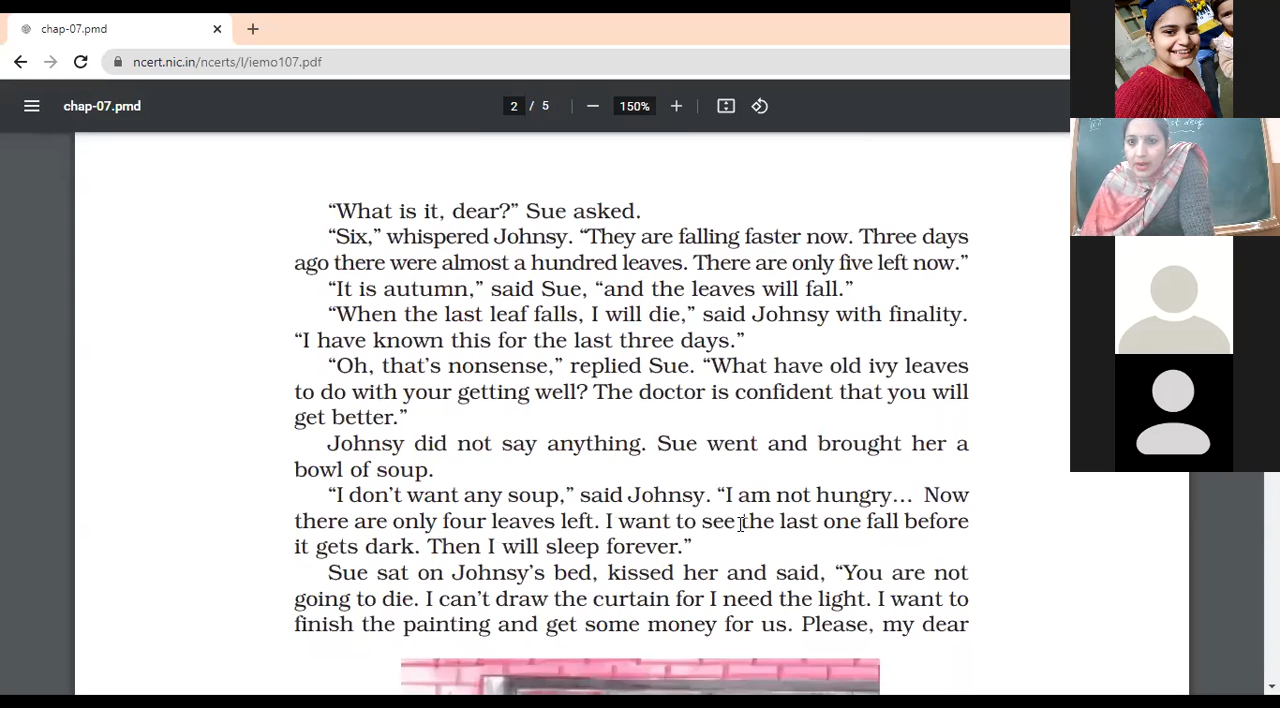 chap-07.pmd
ncert.nic.in/ncerts/l/iemo107.pdf
chap-07.pmd
2 / 5
150%
“What is it, dear?” Sue asked.
“Six,” whispered Johnsy. “They are falling faster now. Three days
ago there were almost a hundred leaves. There are only five left now.”
“It is autumn,” said Sue, “and the leaves will fall.”
“When the last leaf falls, I will die,” said Johnsy with finality.
“I have known this for the last three days.”
“Oh, that’s nonsense,” replied Sue. “What have old ivy leaves
to do with your getting well? The doctor is confident that you will
get better.”
Johnsy did not say anything. Sue went and brought her a
bowl of soup.
“I don’t want any soup,” said Johnsy. “I am not hungry... Now
there are only four leaves left. I want to see the last one fall before
it gets dark. Then I will sleep forever.”
Sue sat on Johnsy’s bed, kissed her and said, “You are not
going to die. I can’t draw the curtain for I need the light. I want to
finish the painting and get some money for us. Please, my dear